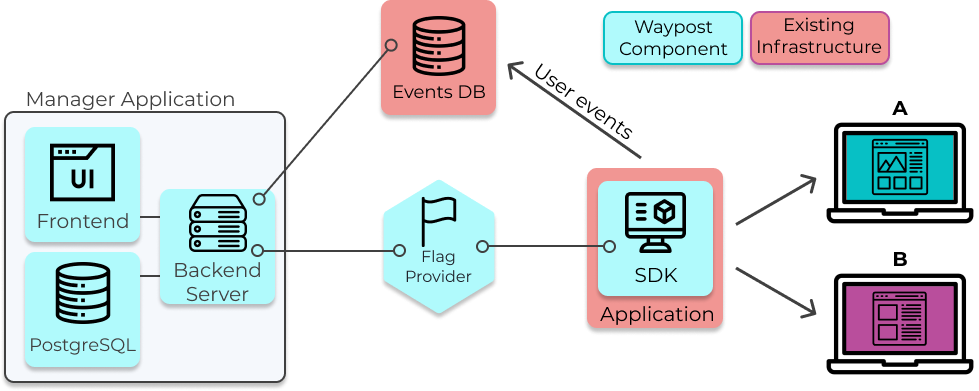 Waypost
Component
Existing
Infrastructure
Events DB
User events
Manager Application
UI
Frontend
Backend
Server
PostgreSQL
Flag
Provider
SDK
Application
A
B